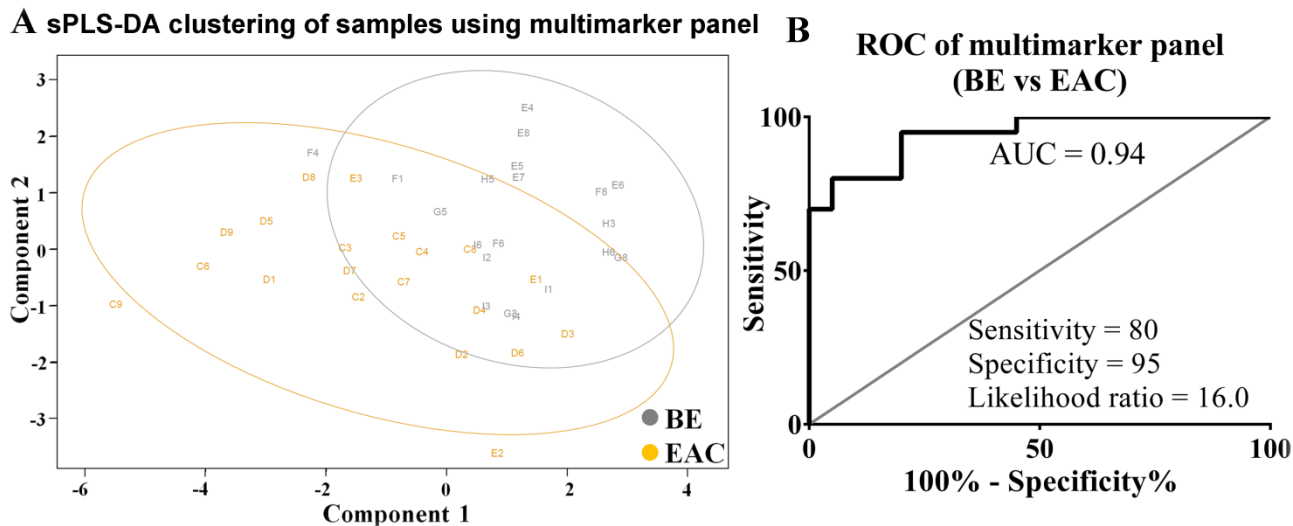 A sPLS-DA clustering of samples using multimarker panel
3
2
1
0
-1
-2
-3
Component 2
E4
E8
F4
E5
D8
E3
F1
H5
E7
F8
E6
G5
D5
H3
D9
C5
C3
C4
C8
I6
F6
I2
H6
G8
C6
D1
D7
C7
E1
C2
I1
C9
D4
I3
G3
I4
D3
D2
D6
E2
BE
EAC
-6
-4
-2
0
2
4
Component 1
B
ROC of multimarker panel
(BE vs EAC)
100
50
0
Sensitivity
AUC = 0.94
Sensitivity = 80
Specificity = 95
Likelihood ratio = 16.0
0
50
100
100% - Specificity%